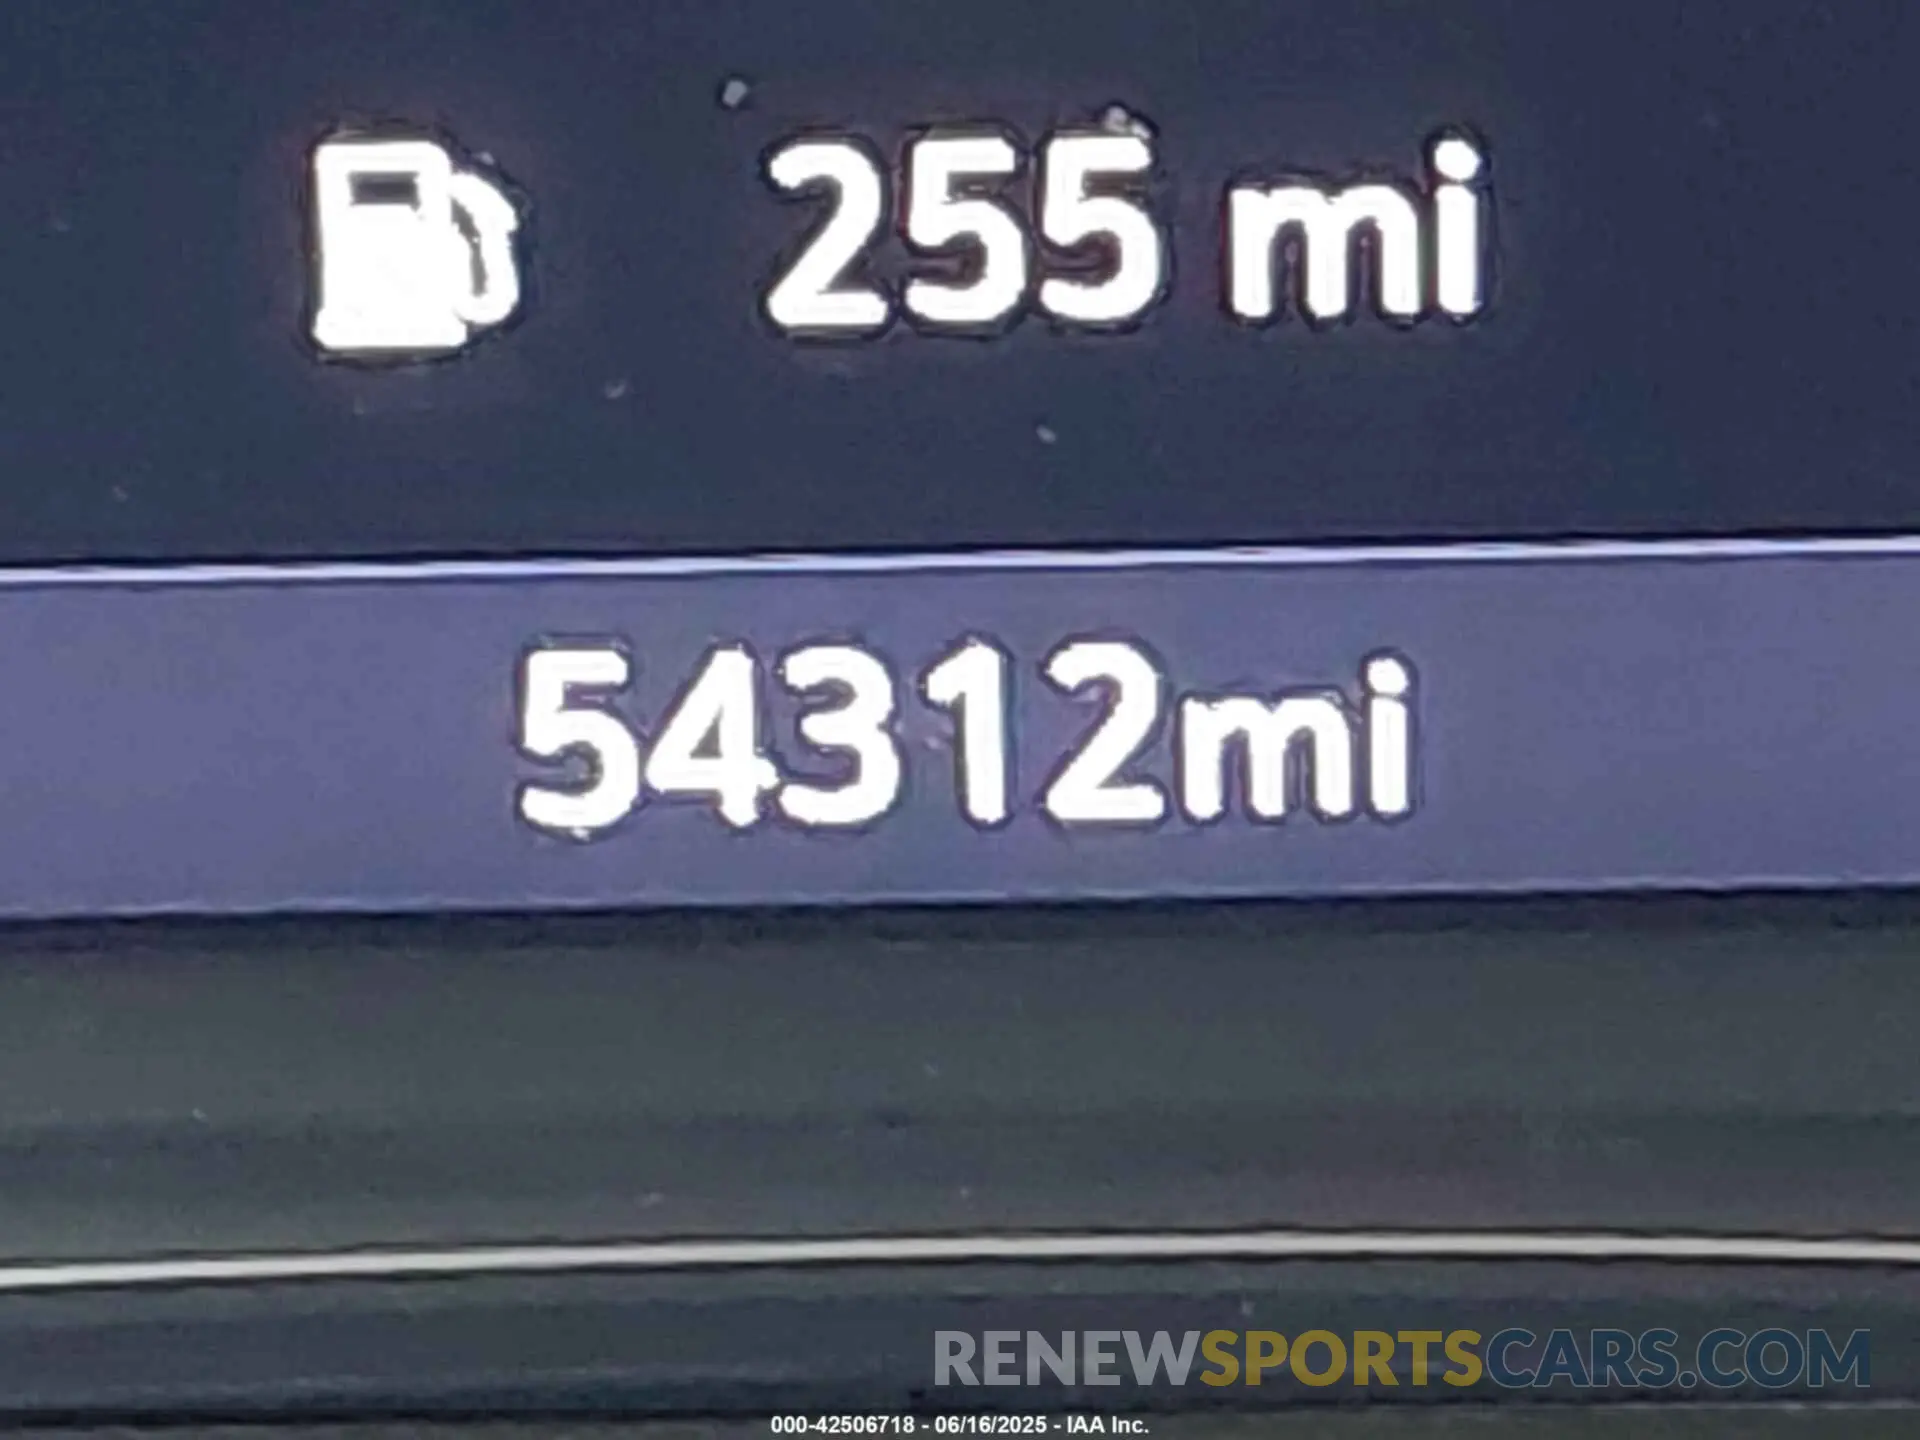 255 mi
54312mi
RENEWSPORTSCARS.COM
000-42506718 - 06/16/2025 - IAA Inc.